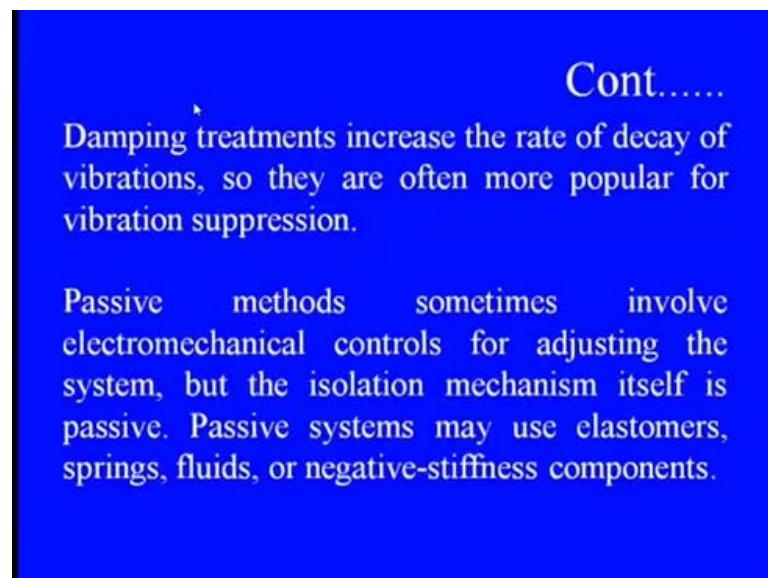 Cont......
Damping treatments increase the rate of decay of
vibrations, so they are often more popular for
vibration suppression.
Passive methods sometimes involve
electromechanical controls for adjusting the
system, but the isolation mechanism itself is
passive. Passive systems may use elastomers,
springs, fluids, or negative-stiffness components.